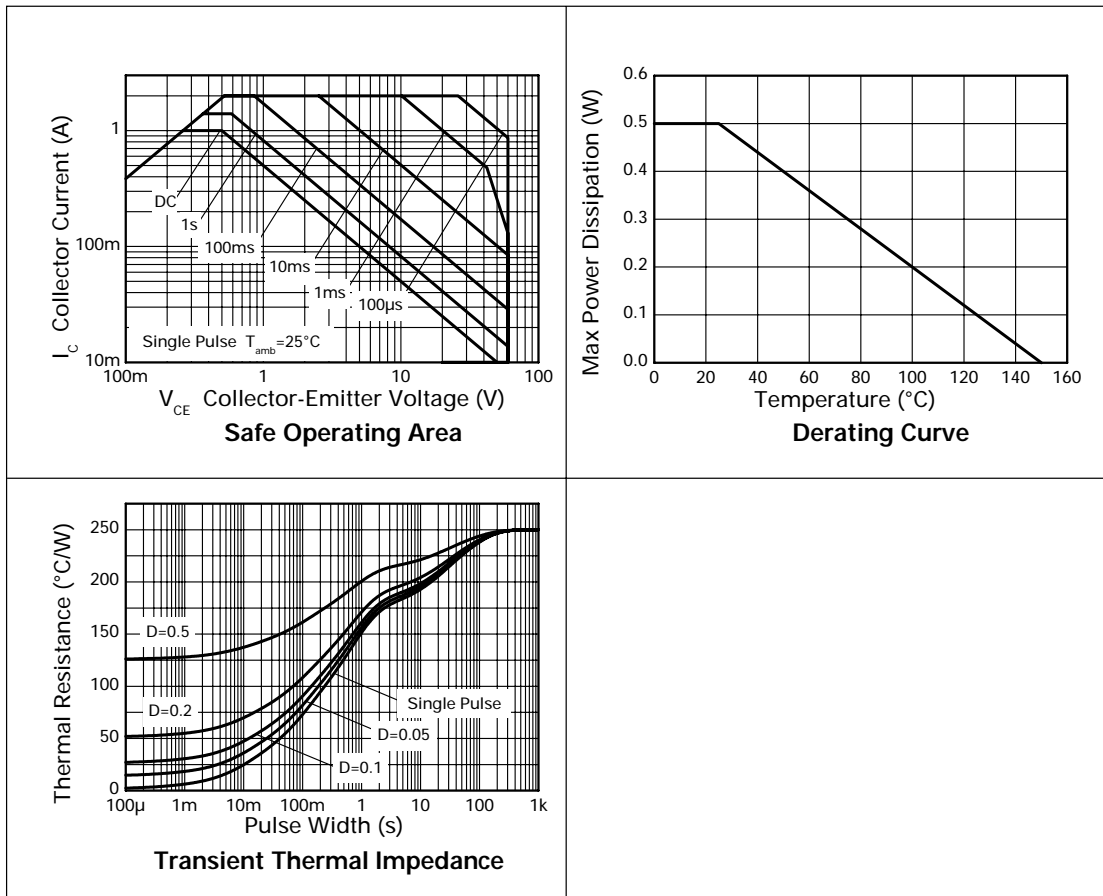 I_C Collector Current (A)
1
100m
10m
DC
1s
100ms
10ms
1ms
100µs
Single Pulse T_amb=25°C
100m 1 10 100
V_CE Collector-Emitter Voltage (V)
Safe Operating Area
Max Power Dissipation (W)
0.6
0.5
0.4
0.3
0.2
0.1
0.0
0 20 40 60 80 100 120 140 160
Temperature (°C)
Derating Curve
Thermal Resistance (°C/W)
250
200
150
100
50
0
D=0.5
D=0.2
Single Pulse
D=0.05
D=0.1
100µ 1m 10m 100m 1 10 100 1k
Pulse Width (s)
Transient Thermal Impedance